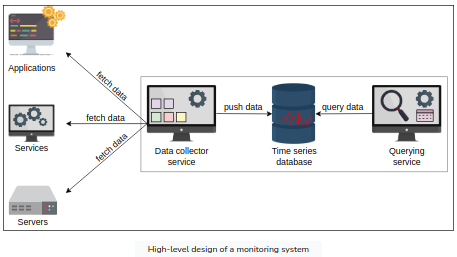 Applications
fetch data
fetch data
fetch data
Services
Servers
push data
query data
Data collector
service
Time series
database
Querying
service
High-level design of a monitoring system